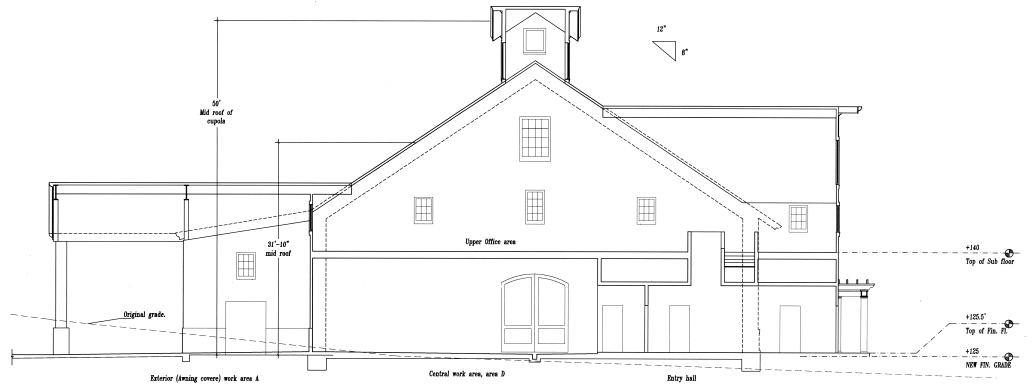 12"
8"
50'
Mid roof of
cupola
31'-10"
mid roof
Upper Office area
+140
Top of Sub floor
Original grade.
+125.5'
Top of Fin. Fl.
+125
NEW FIN. GRADE
Exterior (Awning covere) work area A
Central work area, area D
Entry hall